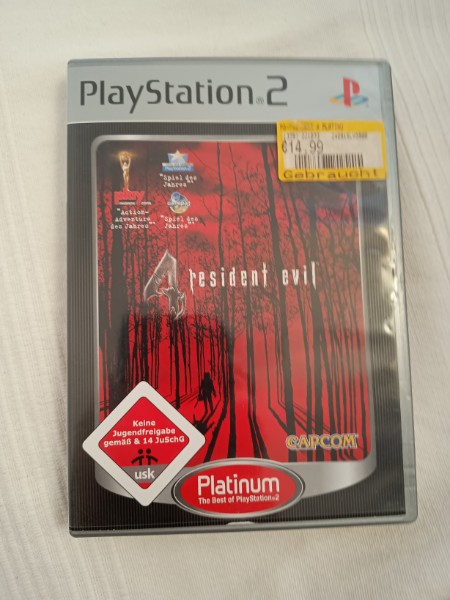 PlayStation®2
€14,99
Gebraucht
"Spiel des
Jahres"
"Action-
Adventure
des Jahres"
"Spiel des
Jahres"
4 resident evil
Keine
Jugendfreigabe
gemäß § 14 JuSchG
usk
CAPCOM
Platinum
The Best of PlayStation®2